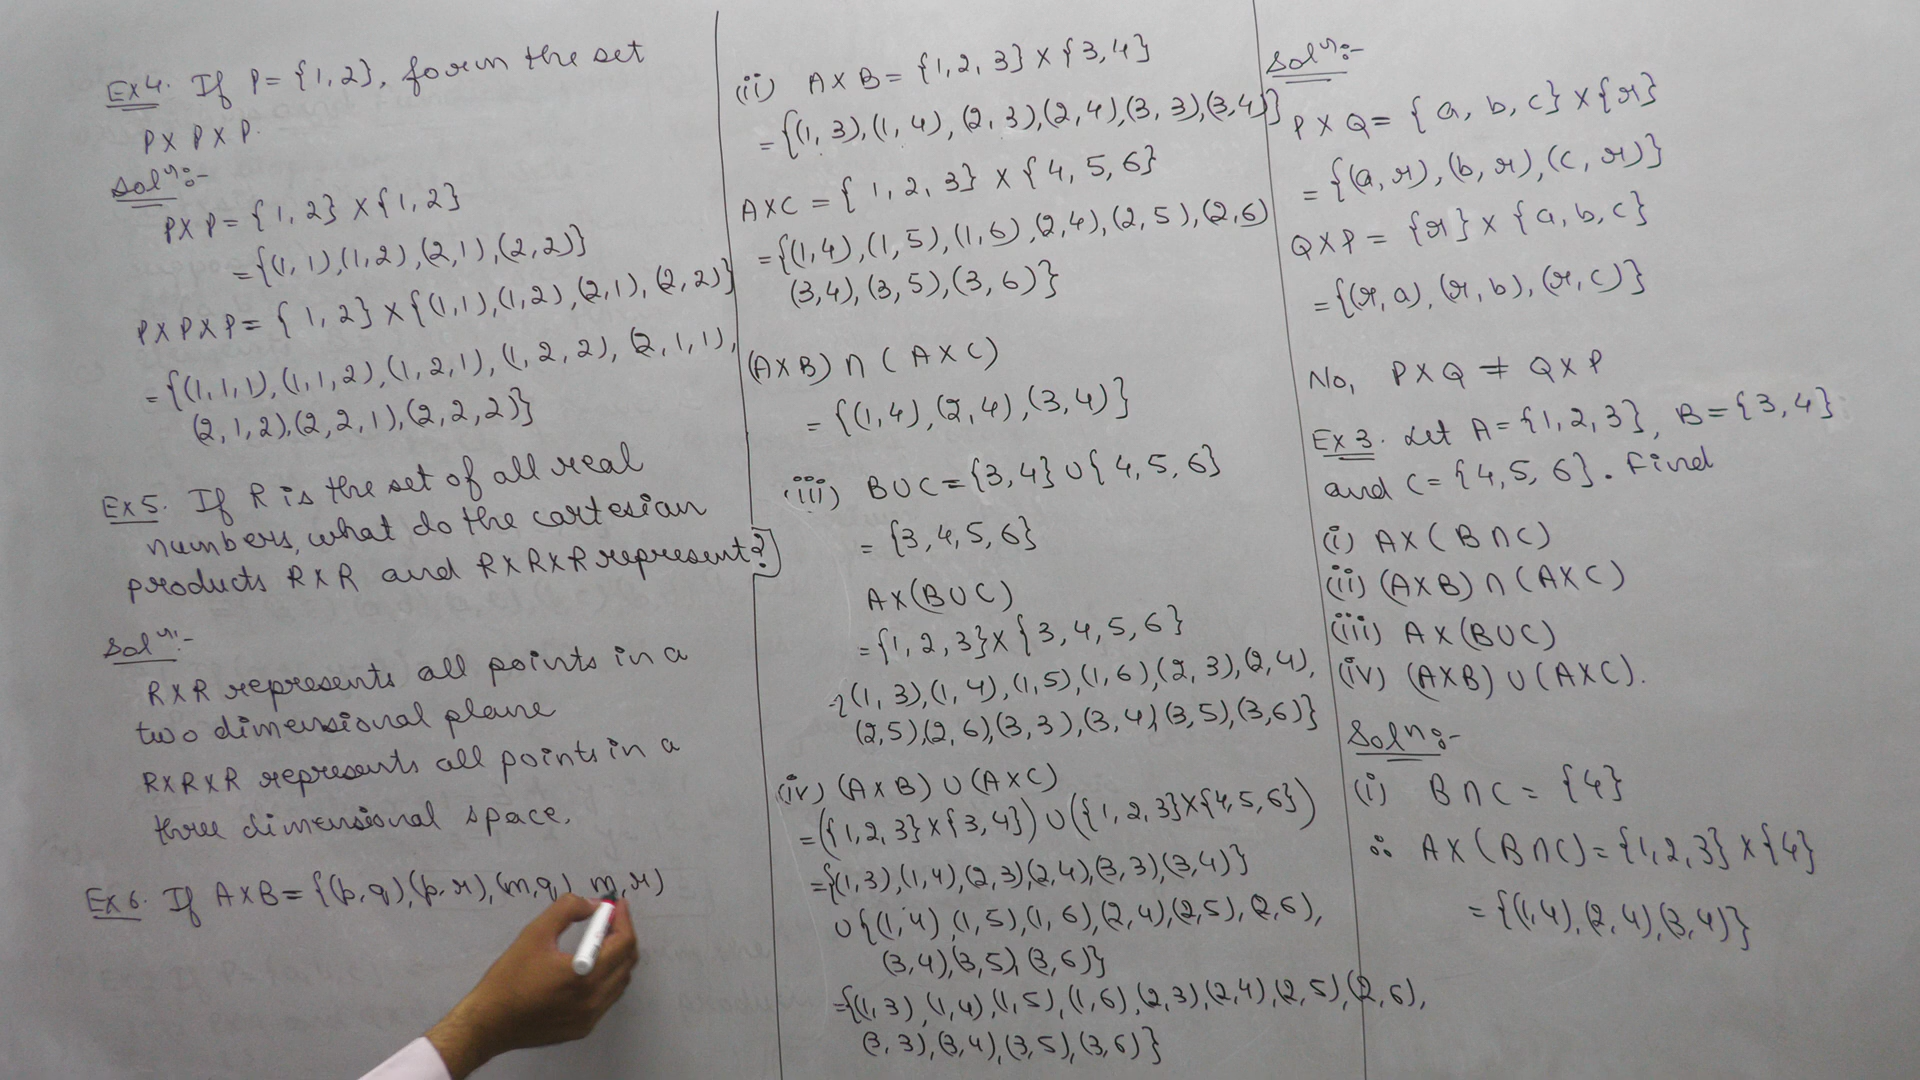 Ex 4. If P = {1, 2}, form the set
P X P X P.
Solⁿ:-
P X P = {1, 2} X {1, 2}
= {(1, 1), (1, 2), (2, 1), (2, 2)}
P X P X P = {1, 2} X {(1, 1), (1, 2), (2, 1), (2, 2)}
= {(1, 1, 1), (1, 1, 2), (1, 2, 1), (1, 2, 2), (2, 1, 1),
(2, 1, 2), (2, 2, 1), (2, 2, 2)}
Ex 5. If R is the set of all real
numbers, what do the cartesian
products R X R and R X R X R represent?
Solⁿ:-
R X R represents all points in a
two dimensional plane
R X R X R represents all points in a
three dimensional space.
Ex 6. If A X B = {(p, q), (p, r), (m, q) m, r)
(ii) A X B = {1, 2, 3} X {3, 4}
= {(1, 3), (1, 4), (2, 3), (2, 4), (3, 3), (3, 4)}
A X C = {1, 2, 3} X {4, 5, 6}
= {(1, 4), (1, 5), (1, 6), (2, 4), (2, 5), (2, 6)
(3, 4), (3, 5), (3, 6)}
(A X B) ∩ (A X C)
= {(1, 4), (2, 4), (3, 4)}
(iii) B ∪ C = {3, 4} ∪ {4, 5, 6}
= {3, 4, 5, 6}
A X (B ∪ C)
= {1, 2, 3} X {3, 4, 5, 6}
= {(1, 3), (1, 4), (1, 5), (1, 6), (2, 3), (2, 4),
(2, 5), (2, 6), (3, 3), (3, 4), (3, 5), (3, 6)}
(iv) (A X B) ∪ (A X C)
= ({1, 2, 3} X {3, 4}) ∪ ({1, 2, 3} X {4, 5, 6})
= {(1, 3), (1, 4), (2, 3), (2, 4), (3, 3), (3, 4)}
∪ {(1, 4), (1, 5), (1, 6), (2, 4), (2, 5), (2, 6),
(3, 4), (3, 5), (3, 6)}
= {(1, 3), (1, 4), (1, 5), (1, 6), (2, 3), (2, 4), (2, 5), (2, 6),
(3, 3), (3, 4), (3, 5), (3, 6)}
Solⁿ:-
P X Q = {a, b, c} X {r}
= {(a, r), (b, r), (c, r)}
Q X P = {r} X {a, b, c}
= {(r, a), (r, b), (r, c)}
No, P X Q ≠ Q X P
Ex 3. Let A = {1, 2, 3}, B = {3, 4}
and C = {4, 5, 6}. Find
(i) A X (B ∩ C)
(ii) (A X B) ∩ (A X C)
(iii) A X (B ∪ C)
(iv) (A X B) ∪ (A X C).
Solⁿ:-
(i) B ∩ C = {4}
∴ A X (B ∩ C) = {1, 2, 3} X {4}
= {(1, 4), (2, 4), (3, 4)}